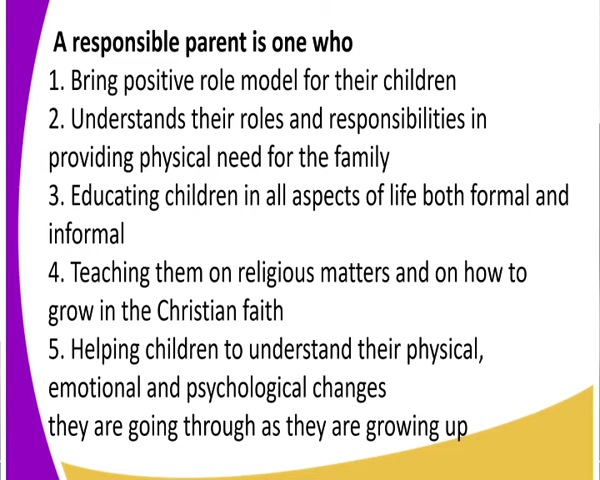 A responsible parent is one who
1. Bring positive role model for their children
2. Understands their roles and responsibilities in
providing physical need for the family
3. Educating children in all aspects of life both formal and
informal
4. Teaching them on religious matters and on how to
grow in the Christian faith
5. Helping children to understand their physical,
emotional and psychological changes
they are going through as they are growing up